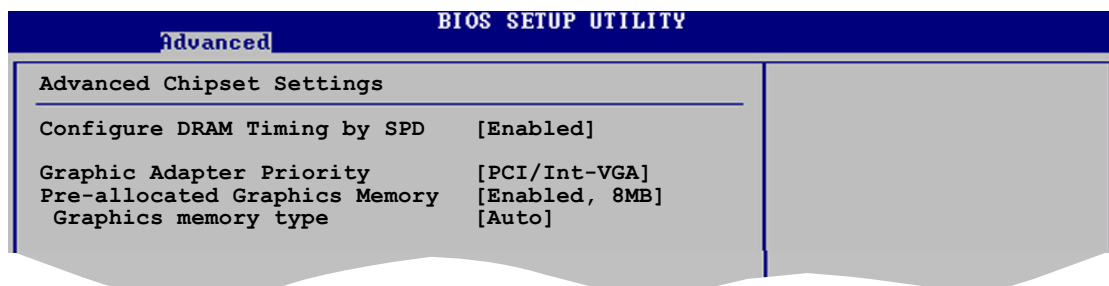 BIOS SETUP UTILITY
Advanced
Advanced Chipset Settings
Configure DRAM Timing by SPD [Enabled]
Graphic Adapter Priority [PCI/Int-VGA]
Pre-allocated Graphics Memory [Enabled, 8MB]
Graphics memory type [Auto]